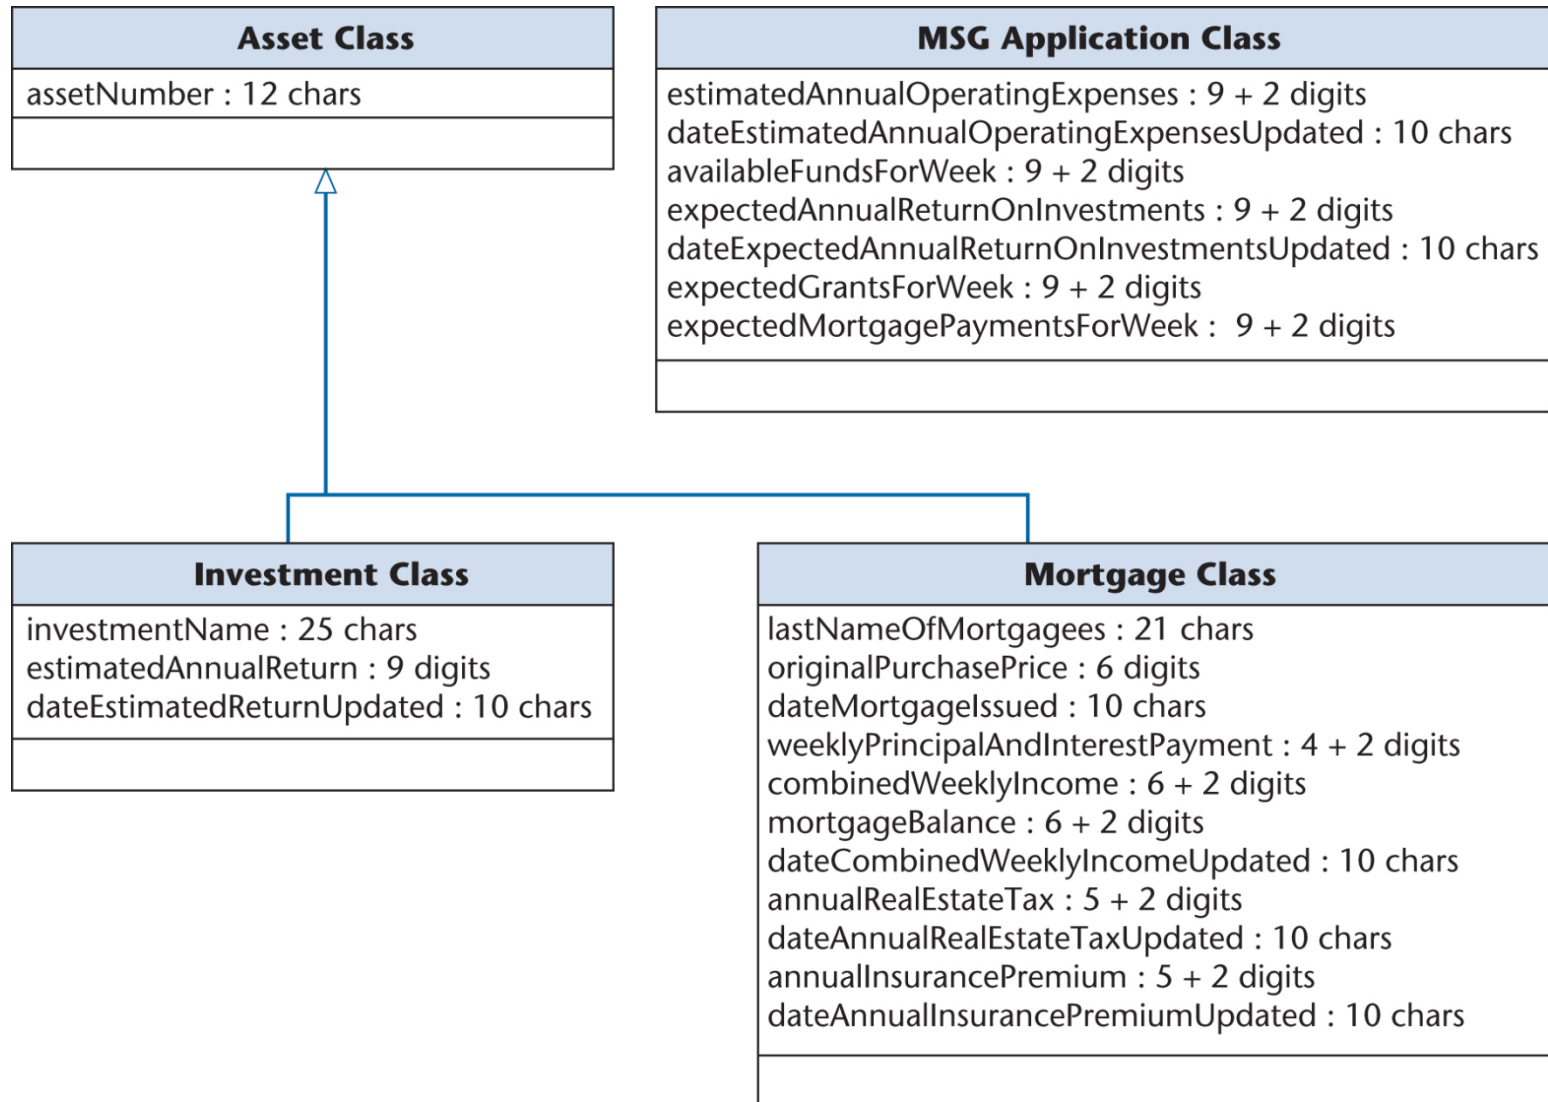 Asset Class
assetNumber : 12 chars
MSG Application Class
estimatedAnnualOperatingExpenses : 9 + 2 digits
dateEstimatedAnnualOperatingExpensesUpdated : 10 chars
availableFundsForWeek : 9 + 2 digits
expectedAnnualReturnOnInvestments : 9 + 2 digits
dateExpectedAnnualReturnOnInvestmentsUpdated : 10 chars
expectedGrantsForWeek : 9 + 2 digits
expectedMortgagePaymentsForWeek : 9 + 2 digits
Investment Class
investmentName : 25 chars
estimatedAnnualReturn : 9 digits
dateEstimatedReturnUpdated : 10 chars
Mortgage Class
lastNameOfMortgagees : 21 chars
originalPurchasePrice : 6 digits
dateMortgageIssued : 10 chars
weeklyPrincipalAndInterestPayment : 4 + 2 digits
combinedWeeklyIncome : 6 + 2 digits
mortgageBalance : 6 + 2 digits
dateCombinedWeeklyIncomeUpdated : 10 chars
annualRealEstateTax : 5 + 2 digits
dateAnnualRealEstateTaxUpdated : 10 chars
annualInsurancePremium : 5 + 2 digits
dateAnnualInsurancePremiumUpdated : 10 chars